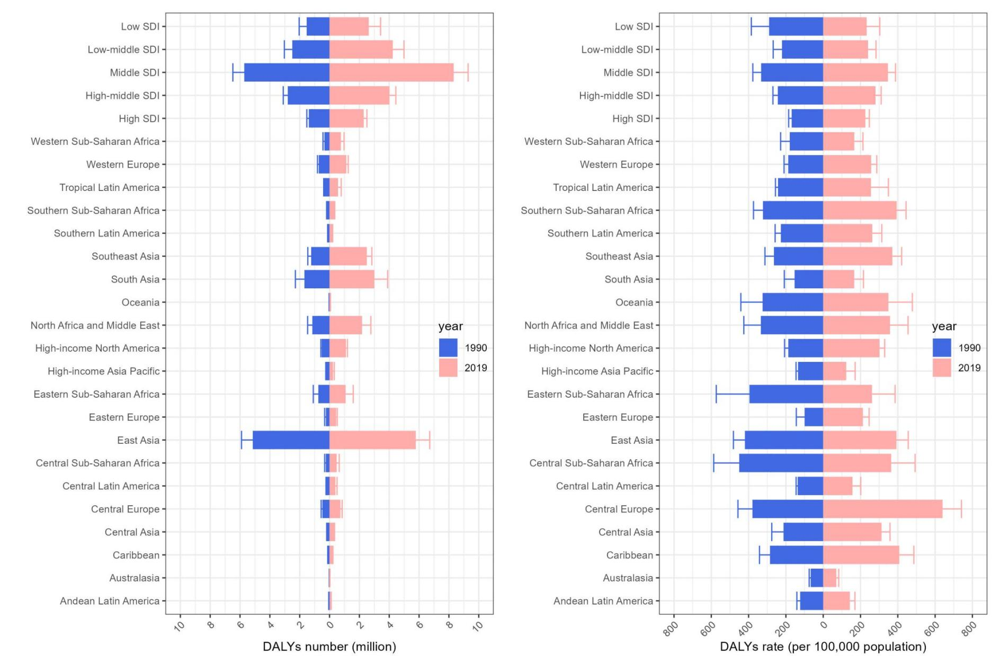 Low SDI
Low-middle SDI
Middle SDI
High-middle SDI
High SDI
Western Sub-Saharan Africa
Western Europe
Tropical Latin America
Southern Sub-Saharan Africa
Southern Latin America
Southeast Asia
South Asia
Oceania
North Africa and Middle East
High-income North America
High-income Asia Pacific
Eastern Sub-Saharan Africa
Eastern Europe
East Asia
Central Sub-Saharan Africa
Central Latin America
Central Europe
Central Asia
Caribbean
Australasia
Andean Latin America
year
1990
2019
10 8 6 4 2 0 2 4 6 8 10
DALYs number (million)
Low SDI
Low-middle SDI
Middle SDI
High-middle SDI
High SDI
Western Sub-Saharan Africa
Western Europe
Tropical Latin America
Southern Sub-Saharan Africa
Southern Latin America
Southeast Asia
South Asia
Oceania
North Africa and Middle East
High-income North America
High-income Asia Pacific
Eastern Sub-Saharan Africa
Eastern Europe
East Asia
Central Sub-Saharan Africa
Central Latin America
Central Europe
Central Asia
Caribbean
Australasia
Andean Latin America
year
1990
2019
800 600 400 200 0 200 400 600 800
DALYs rate (per 100,000 population)